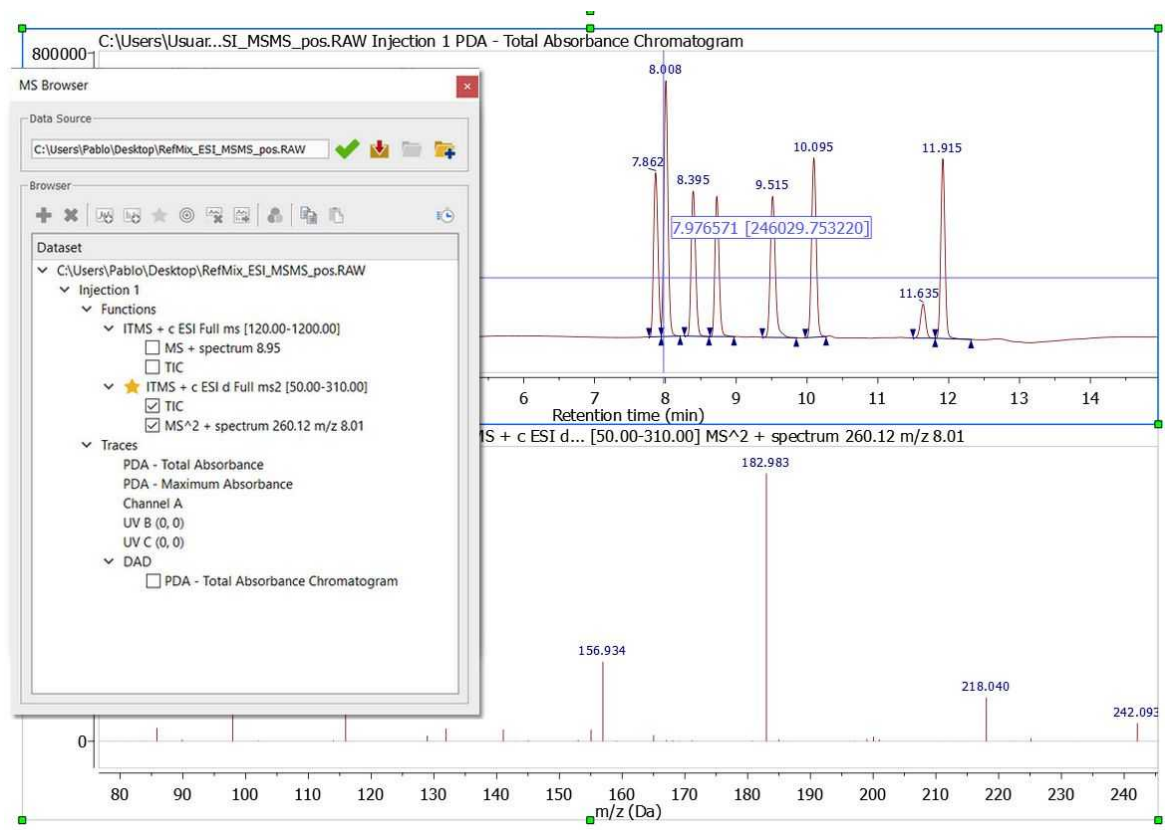 C:\Users\Usuar...SI_MSMS_pos.RAW Injection 1 PDA - Total Absorbance Chromatogram
800000
8.008
7.862
8.395
9.515
10.095
11.915
7.976571 [246029.753220]
11.635
6 7 8 9 10 11 12 13 14
Retention time (min)
MS Browser
Data Source
C:\Users\Pablo\Desktop\RefMix_ESI_MSMS_pos.RAW
Browser
Dataset
C:\Users\Pablo\Desktop\RefMix_ESI_MSMS_pos.RAW
Injection 1
Functions
ITMS + c ESI Full ms [120.00-1200.00]
MS + spectrum 8.95
TIC
ITMS + c ESI d Full ms2 [50.00-310.00]
TIC
MS^2 + spectrum 260.12 m/z 8.01
Traces
PDA - Total Absorbance
PDA - Maximum Absorbance
Channel A
UV B (0, 0)
UV C (0, 0)
DAD
PDA - Total Absorbance Chromatogram
MS + c ESI d... [50.00-310.00] MS^2 + spectrum 260.12 m/z 8.01
182.983
156.934
218.040
242.093
0
80 90 100 110 120 130 140 150 160 170 180 190 200 210 220 230 240
m/z (Da)